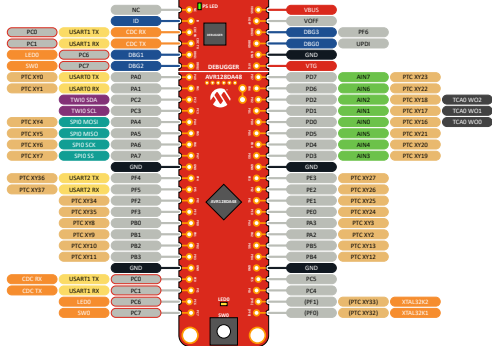 NC PS LED VBUS
ID VOFF
PC0 USART1 TX CDC RX DEBUGGER DBG3 PF6
PC1 USART1 RX CDC TX DBG0 UPDI
LED0 PC6 DBG1 GND
SW0 PC7 DBG2 DEBUGGER VTG
PTC XY0 USART0 TX PA0 AVR128DA48 PD7 AIN7 PTC XY23
PTC XY1 USART0 RX PA1 PD6 AIN6 PTC XY22
TWI0 SDA PC2 PD2 AIN2 PTC XY18 TCA0 WO2
TWI0 SCL PC3 PD1 AIN1 PTC XY17 TCA0 WO1
PTC XY4 SPI0 MOSI PA4 PD0 AIN0 PTC XY16 TCA0 WO0
PTC XY5 SPI0 MISO PA5 PD5 AIN5 PTC XY21
PTC XY6 SPI0 SCK PA6 PD4 AIN4 PTC XY20
PTC XY7 SPI0 SS PA7 PD3 AIN3 PTC XY19
GND GND
PTC XY36 USART2 TX PF4 PE3 PTC XY27
PTC XY37 USART2 RX PF5 PE2 PTC XY26
PTC XY34 PF2 AVR128DA48 PE1 PTC XY25
PTC XY35 PF3 PE0 PTC XY24
PTC XY8 PB0 PA3 PTC XY3
PTC XY9 PB1 PA2 PTC XY2
PTC XY10 PB2 PB5 PTC XY13
PTC XY11 PB3 PB4 PTC XY12
GND GND
CDC RX USART1 TX PC0 PC5
CDC TX USART1 RX PC1 PC4
LED0 PC6 LED0 (PF1) (PTC XY33) XTAL32K2
SW0 PC7 SW0 (PF0) (PTC XY32) XTAL32K1